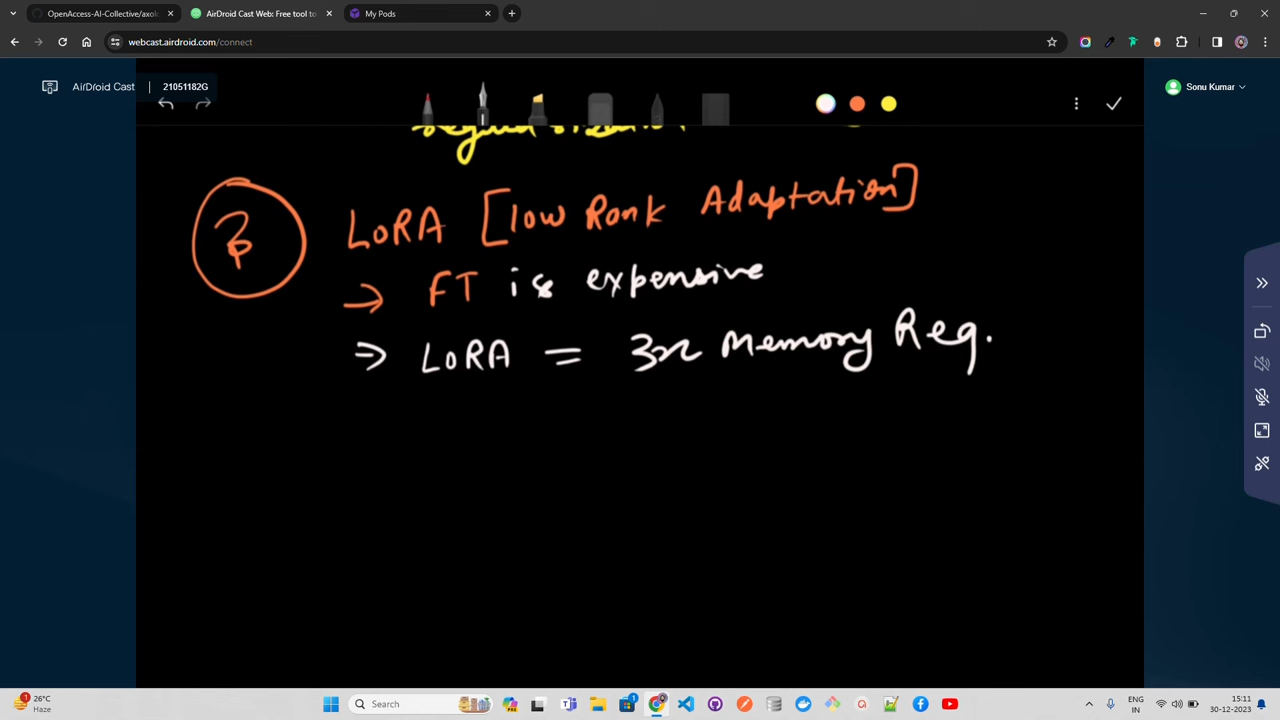 OpenAccess-AI-Collective/axol
AirDroid Cast Web: Free tool to
My Pods
webcast.airdroid.com/connect
AirDroid Cast
21051182G
Sonu Kumar
LoRA [low Rank Adaptation]
→ FT is expensive
⇒ LoRA = 3x Memory Req.
1
26°C
Haze
Search
1
ENG
IN
15:11
30-12-2023